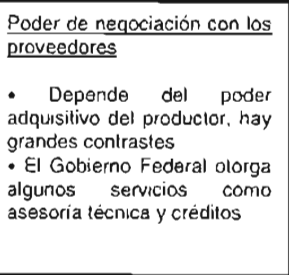 Poder de negociación con los
proveedores
• Depende del poder
adquisitivo del productor, hay
grandes contrastes
• El Gobierno Federal otorga
algunos servicios como
asesoría técnica y créditos